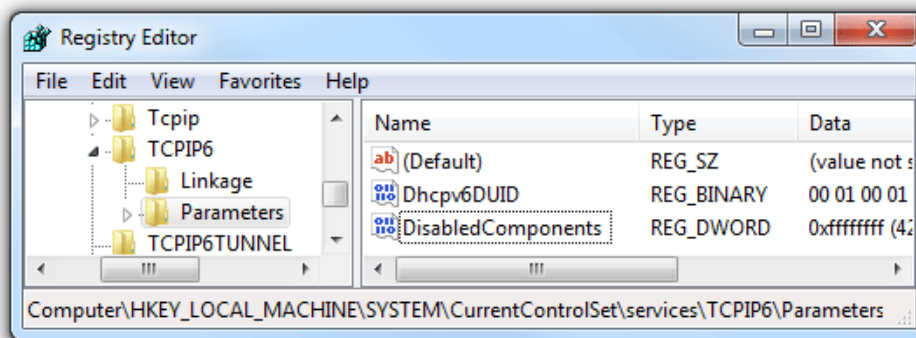 Registry Editor
File Edit View Favorites Help
Tcpip
TCPIP6
Linkage
Parameters
TCPIP6TUNNEL
Name Type Data
ab (Default) REG_SZ (value not s
Dhcpv6DUID REG_BINARY 00 01 00 01
DisabledComponents REG_DWORD 0xffffffff (42
Computer\HKEY_LOCAL_MACHINE\SYSTEM\CurrentControlSet\services\TCPIP6\Parameters